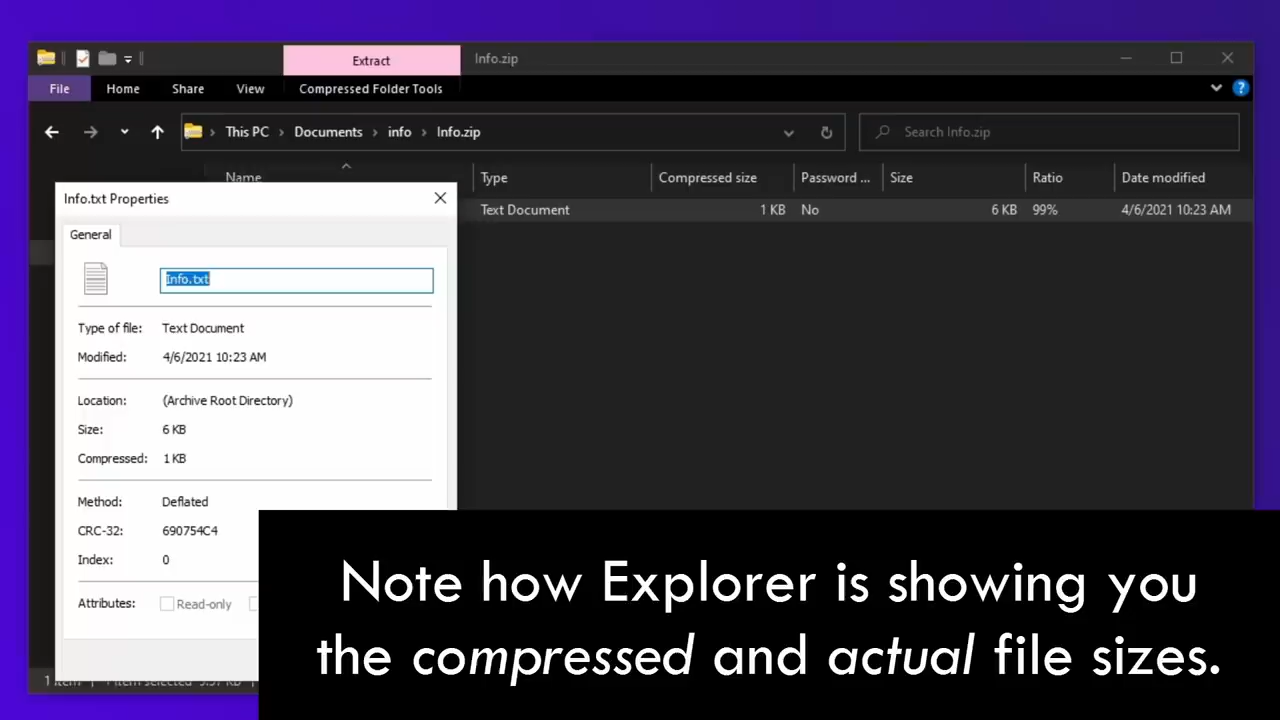 Extract
Info.zip
File
Home
Share
View
Compressed Folder Tools
?
This PC > Documents > info > Info.zip
Search Info.zip
Name
Type
Compressed size
Password ...
Size
Ratio
Date modified
Text Document
1 KB
No
6 KB
99%
4/6/2021 10:23 AM
Info.txt Properties
General
Info.txt
Type of file: Text Document
Modified: 4/6/2021 10:23 AM
Location: (Archive Root Directory)
Size: 6 KB
Compressed: 1 KB
Method: Deflated
CRC-32: 690754C4
Index: 0
Attributes: Read-only
Note how Explorer is showing you
the compressed and actual file sizes.